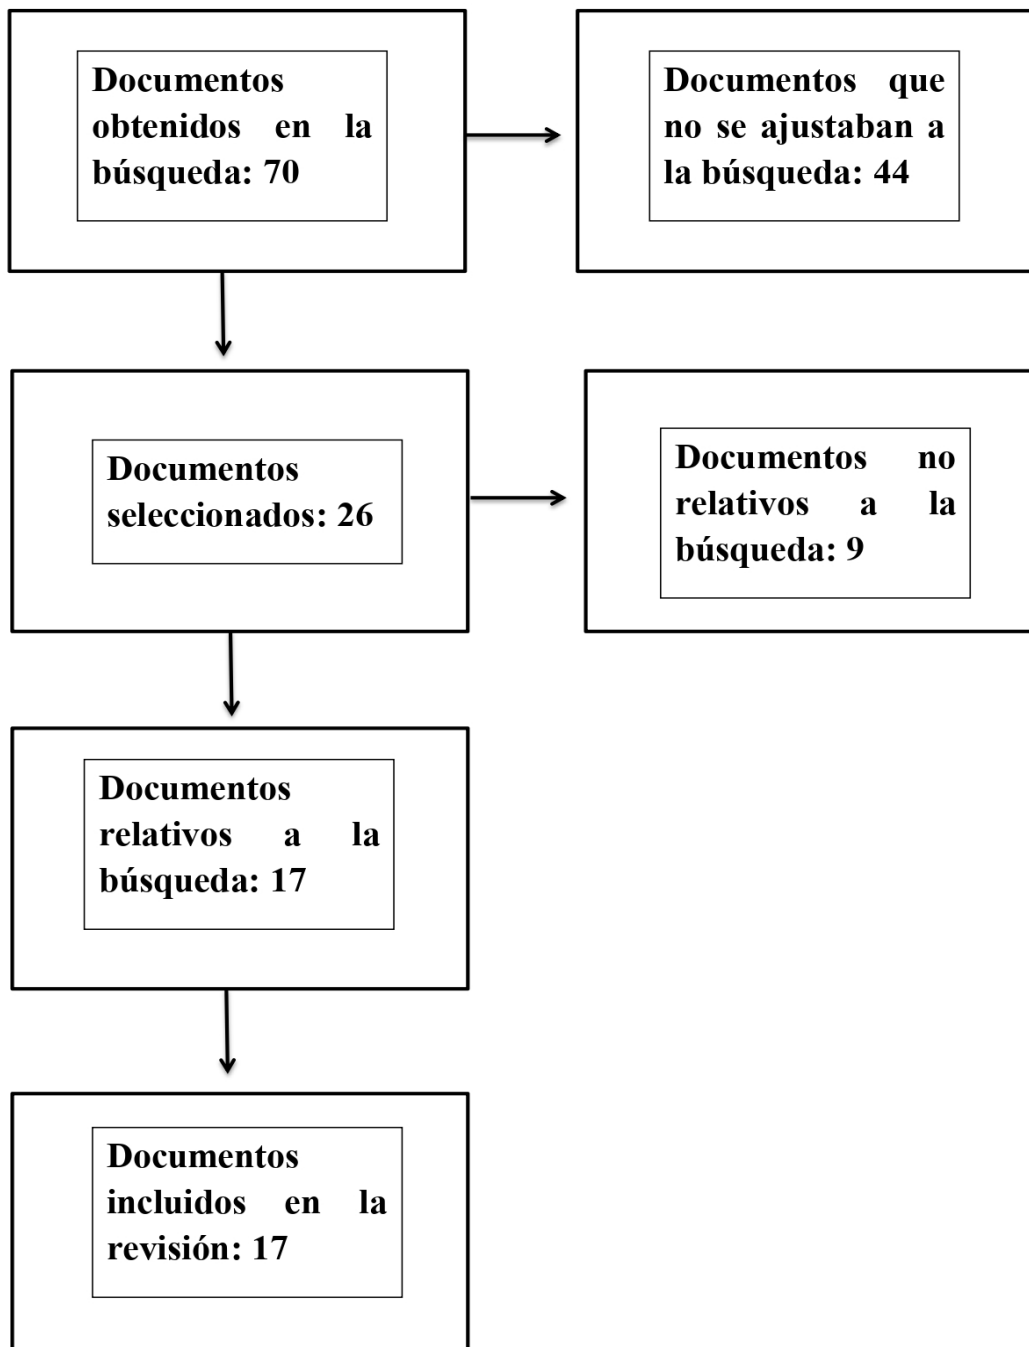 Documentos
obtenidos en la
búsqueda: 70
Documentos que
no se ajustaban a
la búsqueda: 44
Documentos
seleccionados: 26
Documentos no
relativos a la
búsqueda: 9
Documentos
relativos a la
búsqueda: 17
Documentos
incluidos en la
revisión: 17